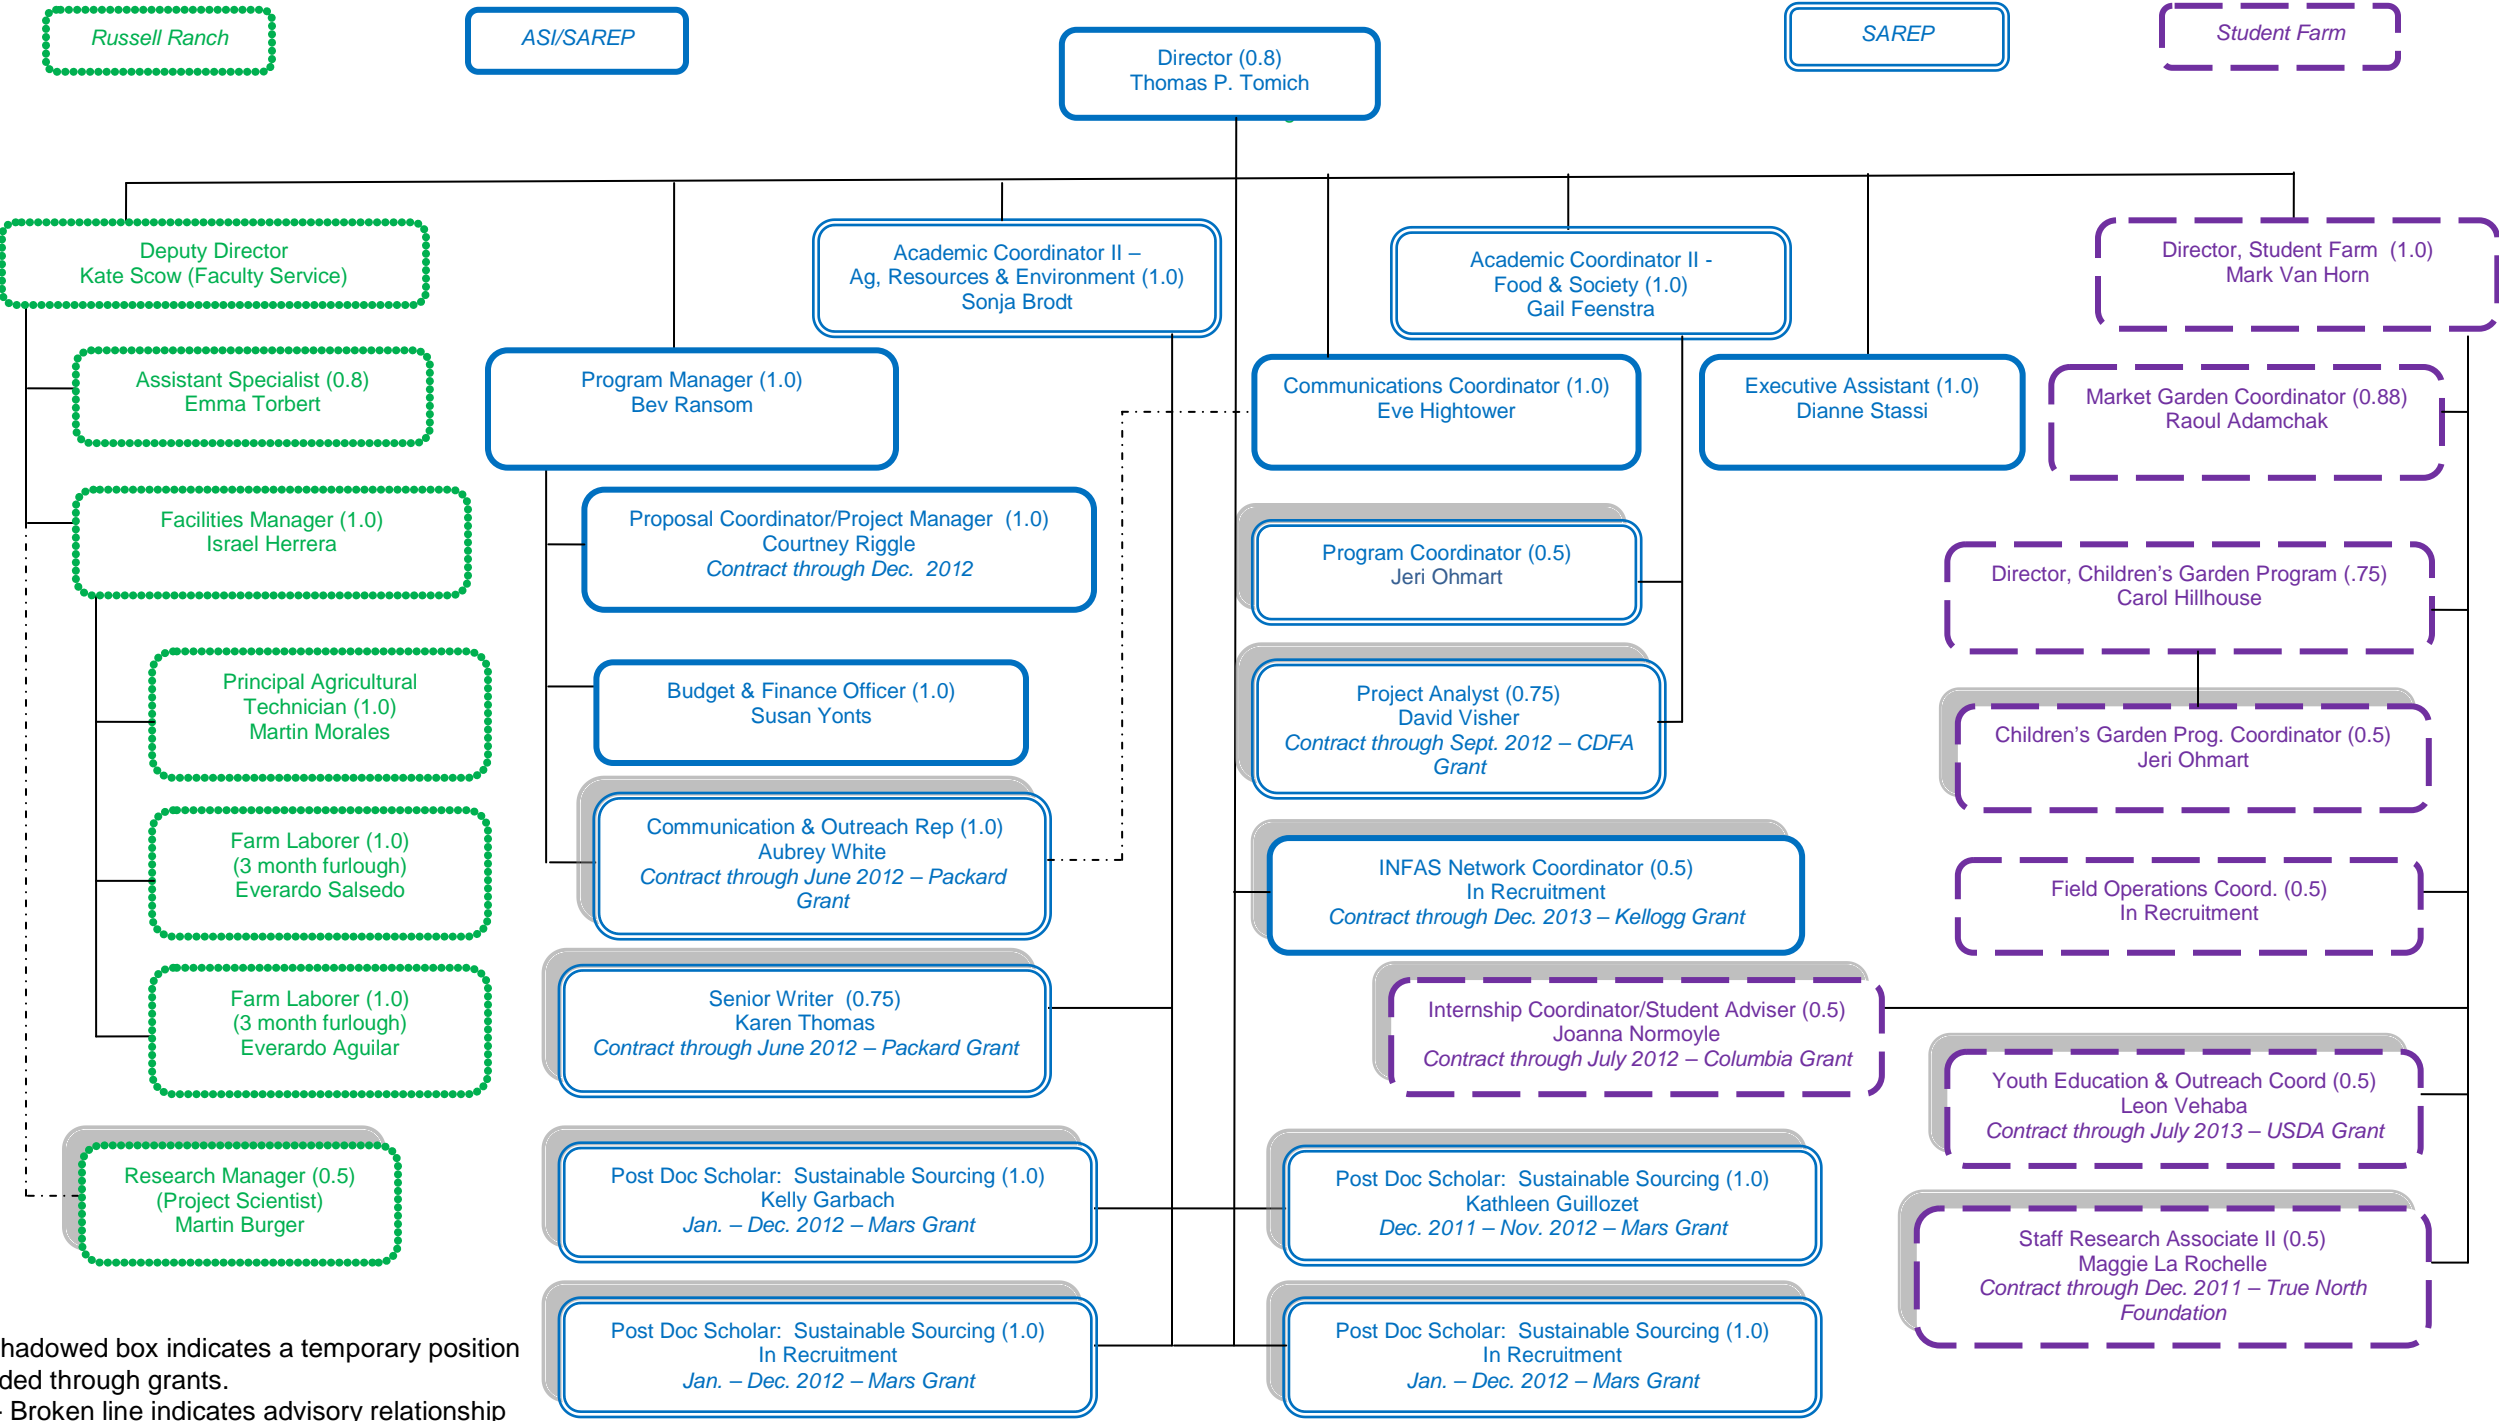 Russell Ranch
ASI/SAREP
SAREP
Student Farm
Director (0.8)
Thomas P. Tomich
Deputy Director
Kate Scow (Faculty Service)
Academic Coordinator II –
Ag, Resources & Environment (1.0)
Sonja Brodt
Academic Coordinator II -
Food & Society (1.0)
Gail Feenstra
Director, Student Farm (1.0)
Mark Van Horn
Assistant Specialist (0.8)
Emma Torbert
Program Manager (1.0)
Bev Ransom
Communications Coordinator (1.0)
Eve Hightower
Executive Assistant (1.0)
Dianne Stassi
Market Garden Coordinator (0.88)
Raoul Adamchak
Facilities Manager (1.0)
Israel Herrera
Proposal Coordinator/Project Manager (1.0)
Courtney Riggle
Contract through Dec. 2012
Program Coordinator (0.5)
Jeri Ohmart
Director, Children's Garden Program (.75)
Carol Hillhouse
Principal Agricultural
Technician (1.0)
Martin Morales
Budget & Finance Officer (1.0)
Susan Yonts
Project Analyst (0.75)
David Visher
Contract through Sept. 2012 – CDFA
Grant
Children's Garden Prog. Coordinator (0.5)
Jeri Ohmart
Farm Laborer (1.0)
(3 month furlough)
Everardo Salsedo
Communication & Outreach Rep (1.0)
Aubrey White
Contract through June 2012 – Packard
Grant
INFAS Network Coordinator (0.5)
In Recruitment
Contract through Dec. 2013 – Kellogg Grant
Field Operations Coord. (0.5)
In Recruitment
Farm Laborer (1.0)
(3 month furlough)
Everardo Aguilar
Senior Writer (0.75)
Karen Thomas
Contract through June 2012 – Packard Grant
Internship Coordinator/Student Adviser (0.5)
Joanna Normoyle
Contract through July 2012 – Columbia Grant
Youth Education & Outreach Coord (0.5)
Leon Vehaba
Contract through July 2013 – USDA Grant
Research Manager (0.5)
(Project Scientist)
Martin Burger
Post Doc Scholar: Sustainable Sourcing (1.0)
Kelly Garbach
Jan. – Dec. 2012 – Mars Grant
Post Doc Scholar: Sustainable Sourcing (1.0)
Kathleen Guillozet
Dec. 2011 – Nov. 2012 – Mars Grant
Staff Research Associate II (0.5)
Maggie La Rochelle
Contract through Dec. 2011 – True North
Foundation
Post Doc Scholar: Sustainable Sourcing (1.0)
In Recruitment
Jan. – Dec. 2012 – Mars Grant
Post Doc Scholar: Sustainable Sourcing (1.0)
In Recruitment
Jan. – Dec. 2012 – Mars Grant
hadowed box indicates a temporary position
ded through grants.
- Broken line indicates advisory relationship